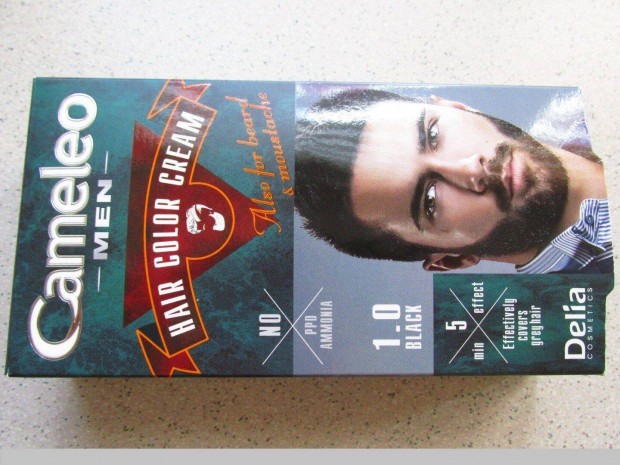 Cameleo
MEN
HAIR COLOR CREAM
Also for beard
& moustache
NO
PPD
AMMONIA
1.0
BLACK
5
min effect
Effectively
covers
grey hair
Delia
COSMETICS